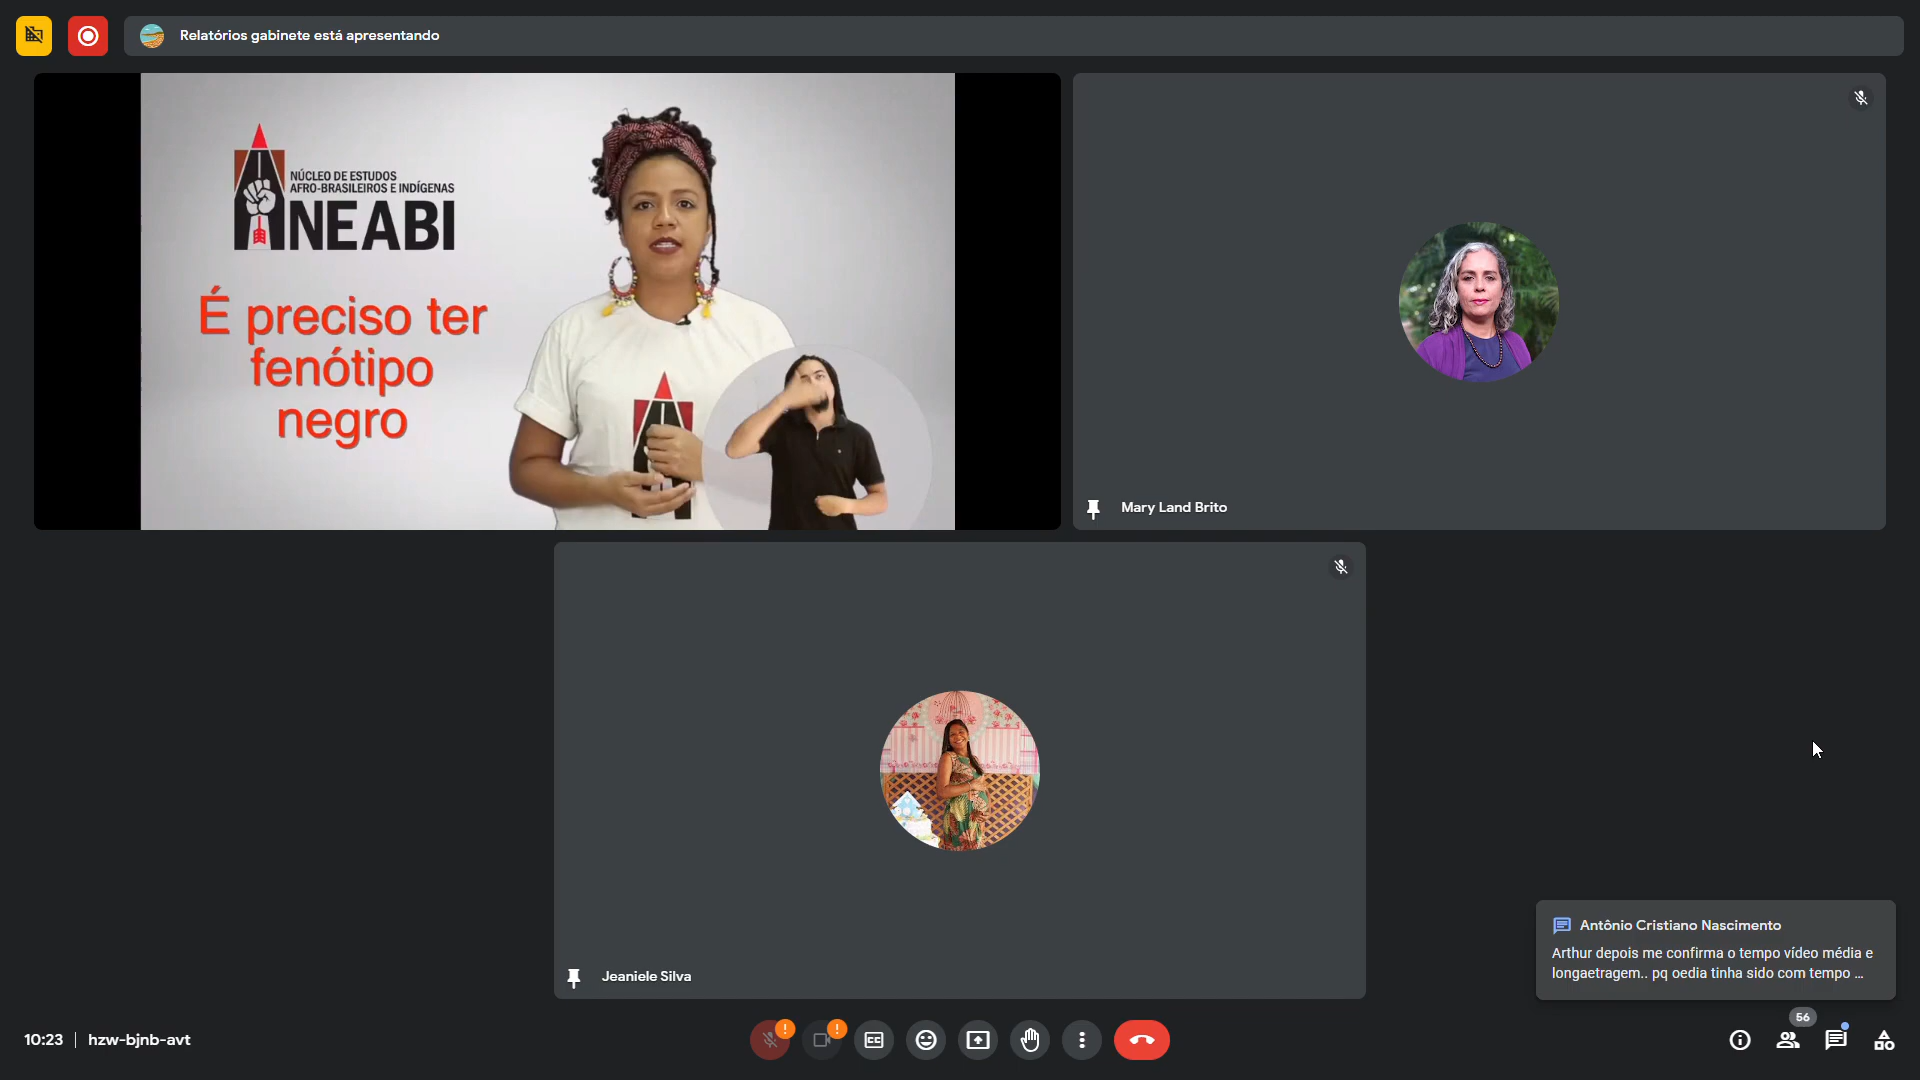 Relatórios gabinete está apresentando
NÚCLEO DE ESTUDOS
AFRO-BRASILEIROS E INDÍGENAS
NEABI
É preciso ter
fenótipo
negro
Mary Land Brito
Jeaniele Silva
Antônio Cristiano Nascimento
Arthur depois me confirma o tempo vídeo média e
longaetragem.. pq oedia tinha sido com tempo ...
10:23 | hzw-bjnb-avt
CC
56